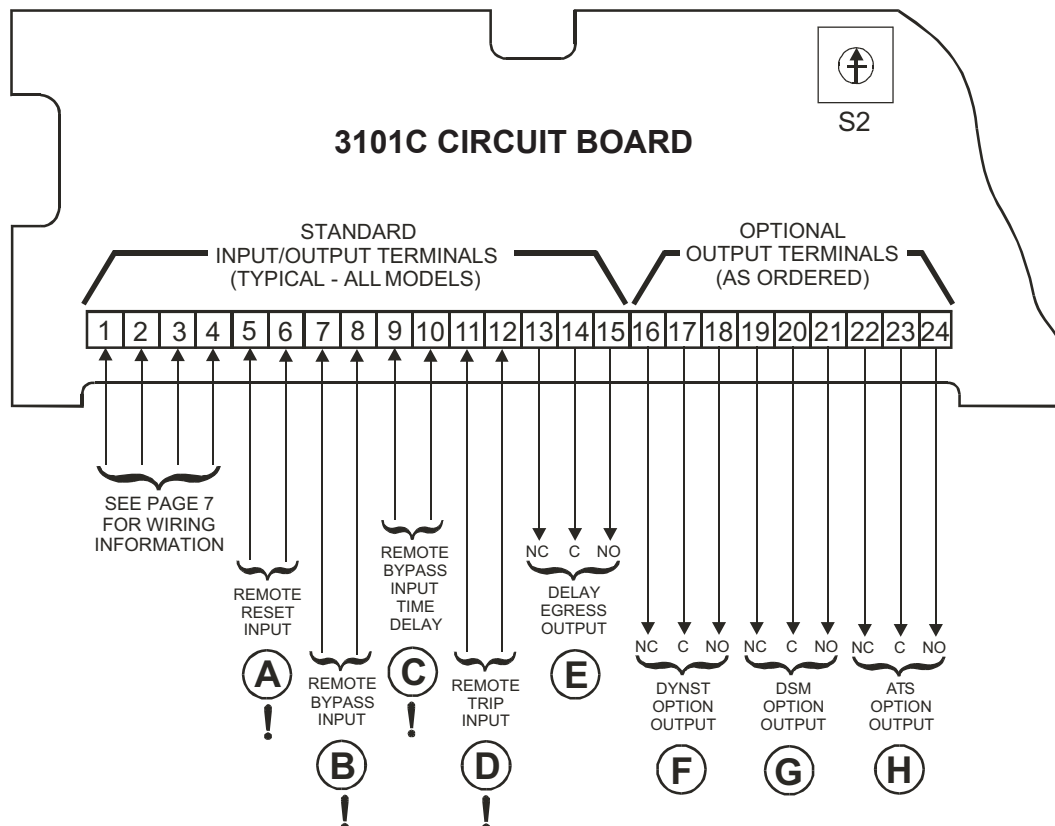 S2
3101C CIRCUIT BOARD
STANDARD
INPUT/OUTPUT TERMINALS
(TYPICAL - ALL MODELS)
OPTIONAL
OUTPUT TERMINALS
(AS ORDERED)
1 2 3 4 5 6 7 8 9 10 11 12 13 14 15 16 17 18 19 20 21 22 23 24
SEE PAGE 7
FOR WIRING
INFORMATION
REMOTE
RESET
INPUT
A
!
REMOTE
BYPASS
INPUT
B
!
REMOTE
BYPASS
INPUT
TIME
DELAY
C
!
REMOTE
TRIP
INPUT
D
!
NC C NO
DELAY
EGRESS
OUTPUT
E
NC C NO
DYNST
OPTION
OUTPUT
F
NC C NO
DSM
OPTION
OUTPUT
G
NC C NO
ATS
OPTION
OUTPUT
H